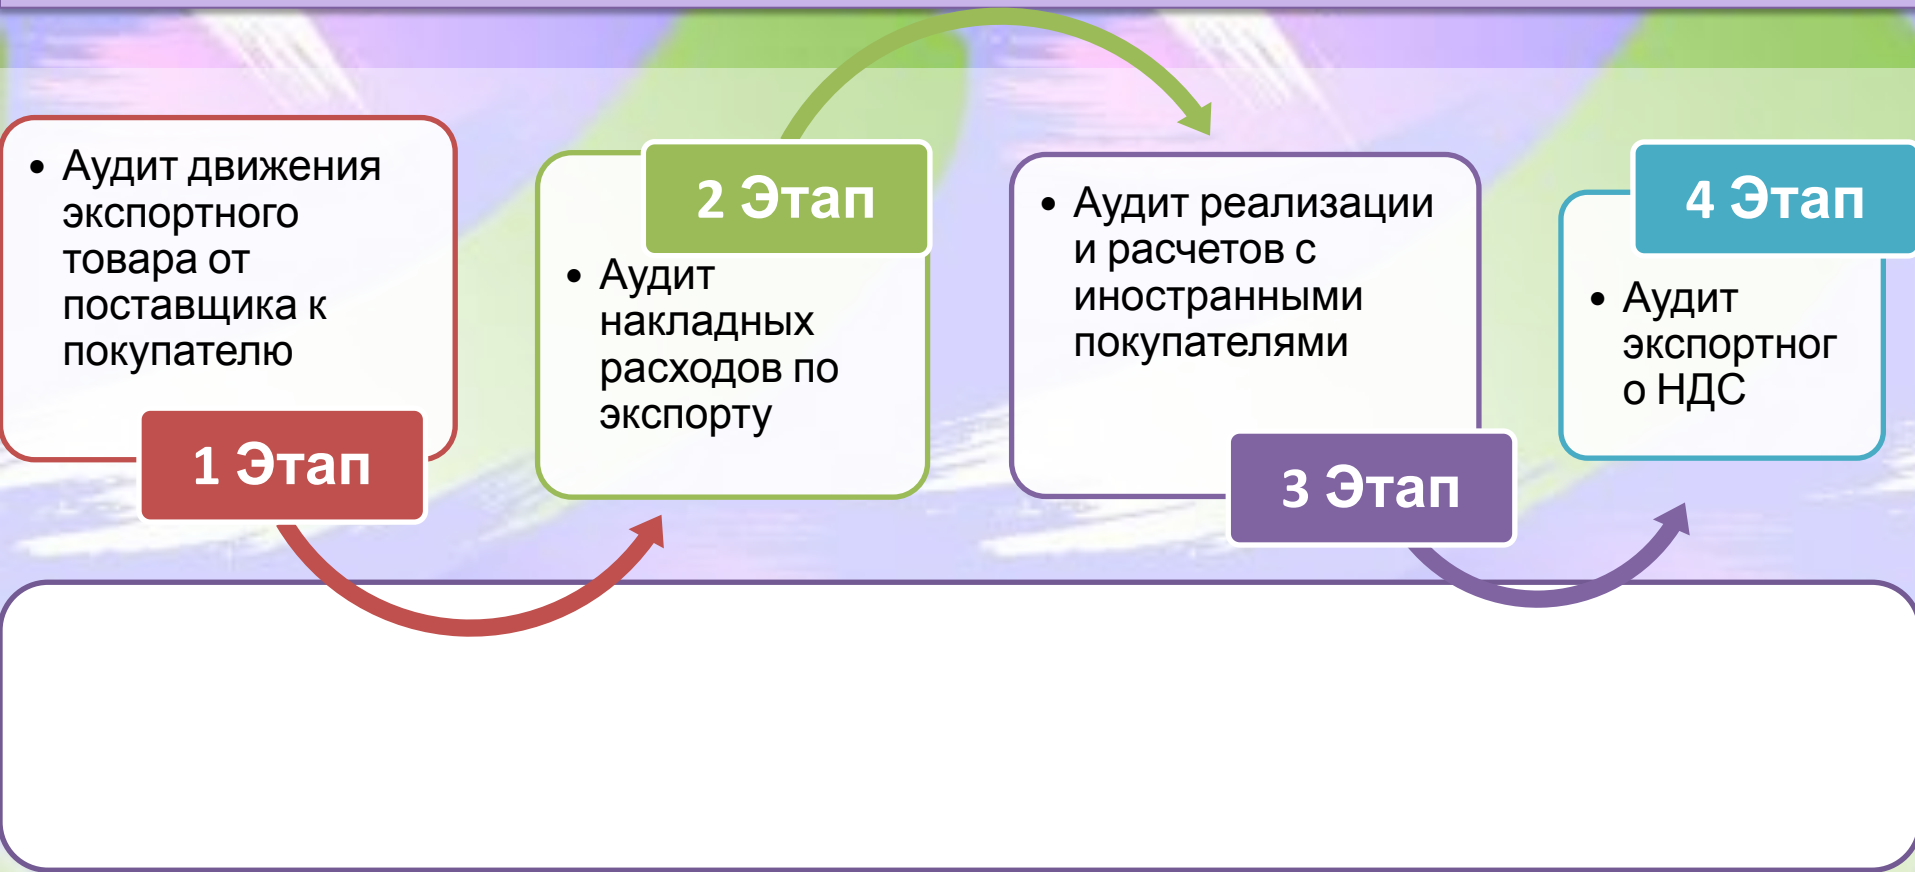 • Аудит движения
экспортного
товара от
поставщика к
покупателю
1 Этап
2 Этап
• Аудит
накладных
расходов по
экспорту
• Аудит реализации
и расчетов с
иностранными
покупателями
3 Этап
4 Этап
• Аудит
экспортног
о НДС